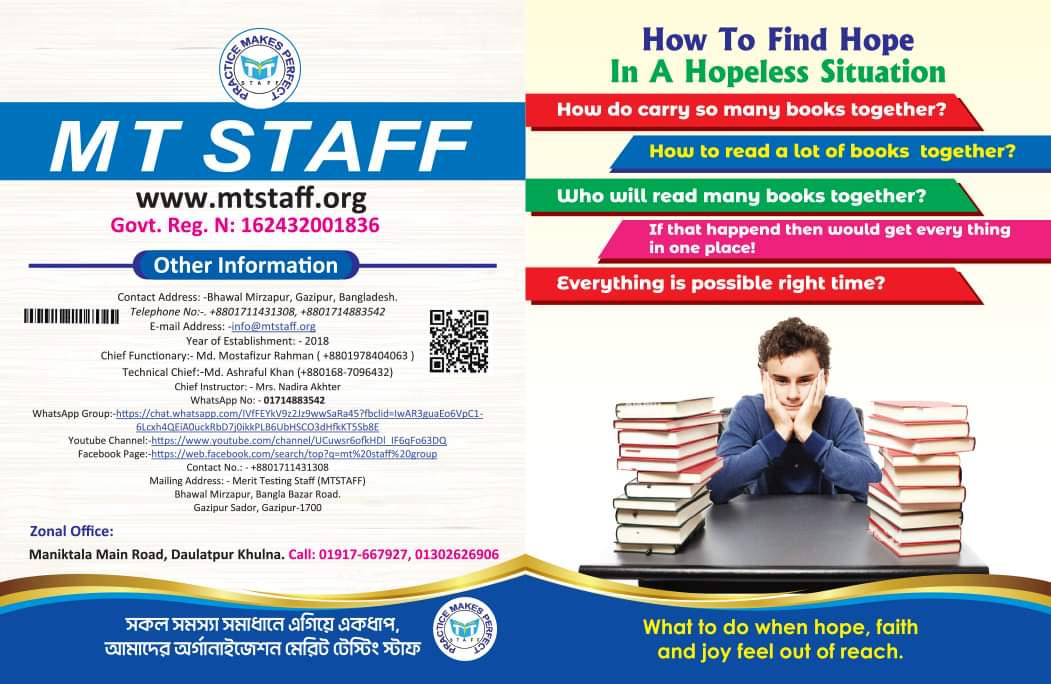 PRACTICE MAKES PERFECT
MT
STAFF
MT STAFF
www.mtstaff.org
Govt. Reg. N: 162432001836
Other Information
Contact Address: -Bhawal Mirzapur, Gazipur, Bangladesh.
Telephone No:-. +8801711431308, +8801714883542
E-mail Address: -info@mtstaff.org
Year of Establishment: - 2018
Chief Functionary:- Md. Mostafizur Rahman ( +8801978404063 )
Technical Chief:-Md. Ashraful Khan (+880168-7096432)
Chief Instructor: - Mrs. Nadira Akhter
WhatsApp No: - 01714883542
WhatsApp Group:-https://chat.whatsapp.com/IVfFEYkV9z2Jz9wwSaRa45?fbclid=IwAR3guaEo6VpC1-
6Lcxh4QEiA0uckRbD7j0ikkPLB6UbHSCO3dHfkKT5Sb8E
Youtube Channel:-https://www.youtube.com/channel/UCuwsr6ofkHDl_IF6qFo63DQ
Facebook Page:-https://web.facebook.com/search/top?q=mt%20staff%20group
Contact No.: - +8801711431308
Mailing Address: - Merit Testing Staff (MTSTAFF)
Bhawal Mirzapur, Bangla Bazar Road.
Gazipur Sador, Gazipur-1700
Zonal Office:
Maniktala Main Road, Daulatpur Khulna. Call: 01917-667927, 01302626906
সকল সমস্যা সমাধানে এগিয়ে একধাপ,
আমাদের অর্গানাইজেশন মেরিট টেস্টিং স্টাফ
PRACTICE MAKES PERFECT
MT
STAFF
How To Find Hope
In A Hopeless Situation
How do carry so many books together?
How to read a lot of books together?
Who will read many books together?
If that happend then would get every thing
in one place!
Everything is possible right time?
What to do when hope, faith
and joy feel out of reach.